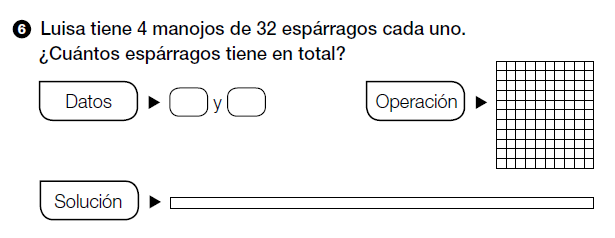 6 Luisa tiene 4 manojos de 32 espárragos cada uno.
¿Cuántos espárragos tiene en total?
Datos y Operación
Solución